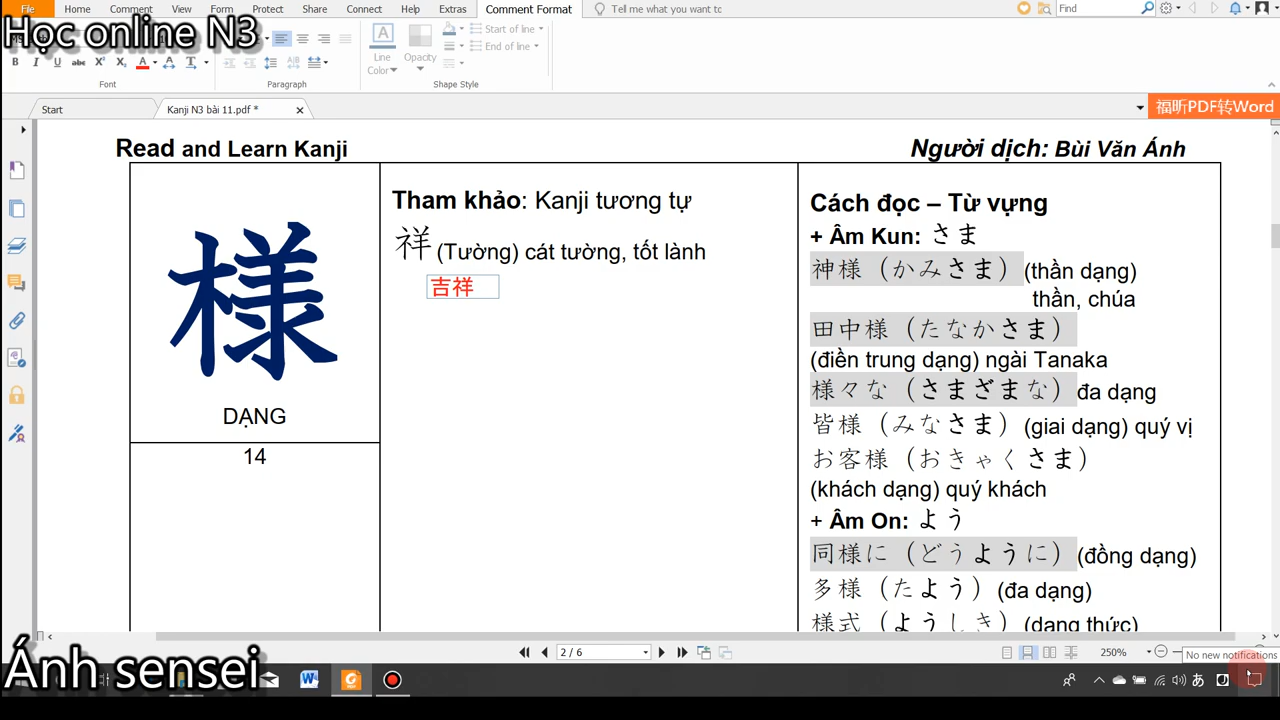 File Home Comment View Form Protect Share Connect Help Extras Comment Format Tell me what you want tc Find
Học online N3
Line Color Opacity Start of line
End of line
Font Paragraph Shape Style
Start Kanji N3 bài 11.pdf * 福昕PDF转Word
Read and Learn Kanji
Người dịch: Bùi Văn Ánh
様
DẠNG
14
Tham khảo: Kanji tương tự
祥 (Tường) cát tường, tốt lành
吉祥
Cách đọc – Từ vựng
+ Âm Kun: さま
神様（かみさま）(thần dạng)
thần, chúa
田中様（たなかさま）
(điền trung dạng) ngài Tanaka
様々な（さまざまな）đa dạng
皆様（みなさま）(giai dạng) quý vị
お客様（おきゃくさま）
(khách dạng) quý khách
+ Âm On: よう
同様に（どうように）(đồng dạng)
多様（たよう）(đa dạng)
様式（ようしき）(dạng thức)
2 / 6 250%
No new notifications
Ánh sensei
あ